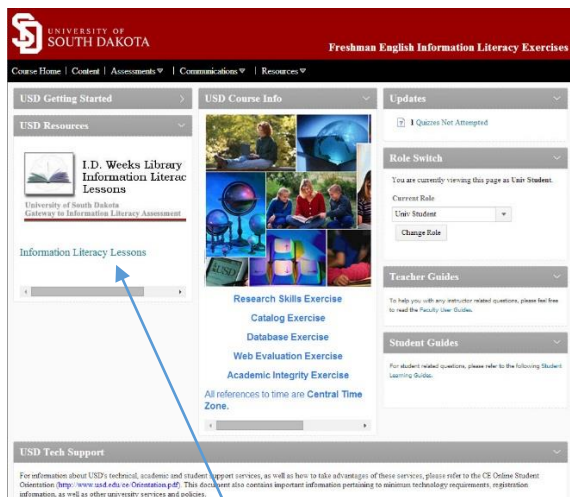 UNIVERSITY OF
SOUTH DAKOTA
Freshman English Information Literacy Exercises
Course Home | Content | Assessments | Communications | Resources
USD Getting Started
USD Resources
I.D. Weeks Library
Information Literac
Lessons
University of South Dakota
Gateway to Information Literacy Assessment
Information Literacy Lessons
USD Course Info
USD
Research Skills Exercise
Catalog Exercise
Database Exercise
Web Evaluation Exercise
Academic Integrity Exercise
All references to time are Central Time
Zone.
Updates
1 Quizzes Not Attempted
Role Switch
You are currently viewing this page as Univ Student.
Current Role
Univ Student
Change Role
Teacher Guides
To help you with any instructor related questions, please feel free
to read the Faculty User Guides.
Student Guides
For student related questions, please refer to the following Student
Learning Guides.
USD Tech Support
For information about USD's technical, academic and student support services, as well as how to take advantages of these services, please refer to the CE Online Student
Orientation (http://www.usd.edu/ce/Orientation.pdf). This document also contains important information pertaining to minimum technology requirements, registration
information, as well as other university services and policies.